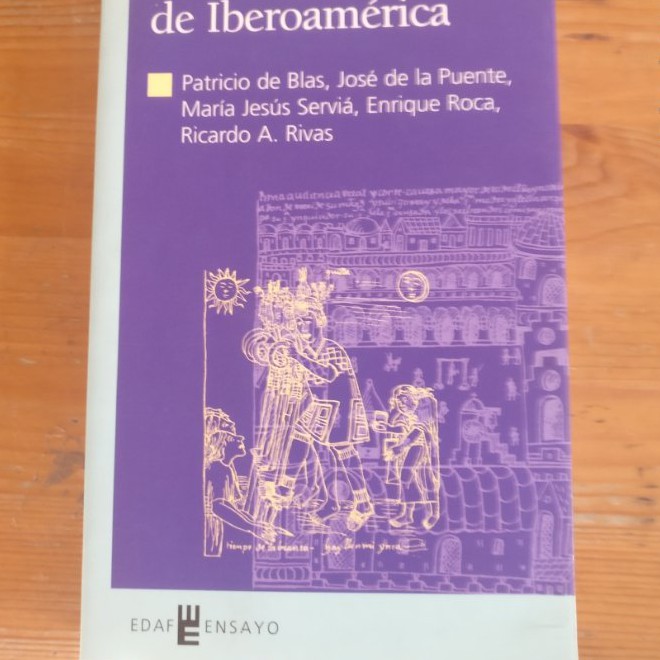 de Iberoamérica
Patricio de Blas, José de la Puente,
María Jesús Serviá, Enrique Roca,
Ricardo A. Rivas
EDAF ENSAYO